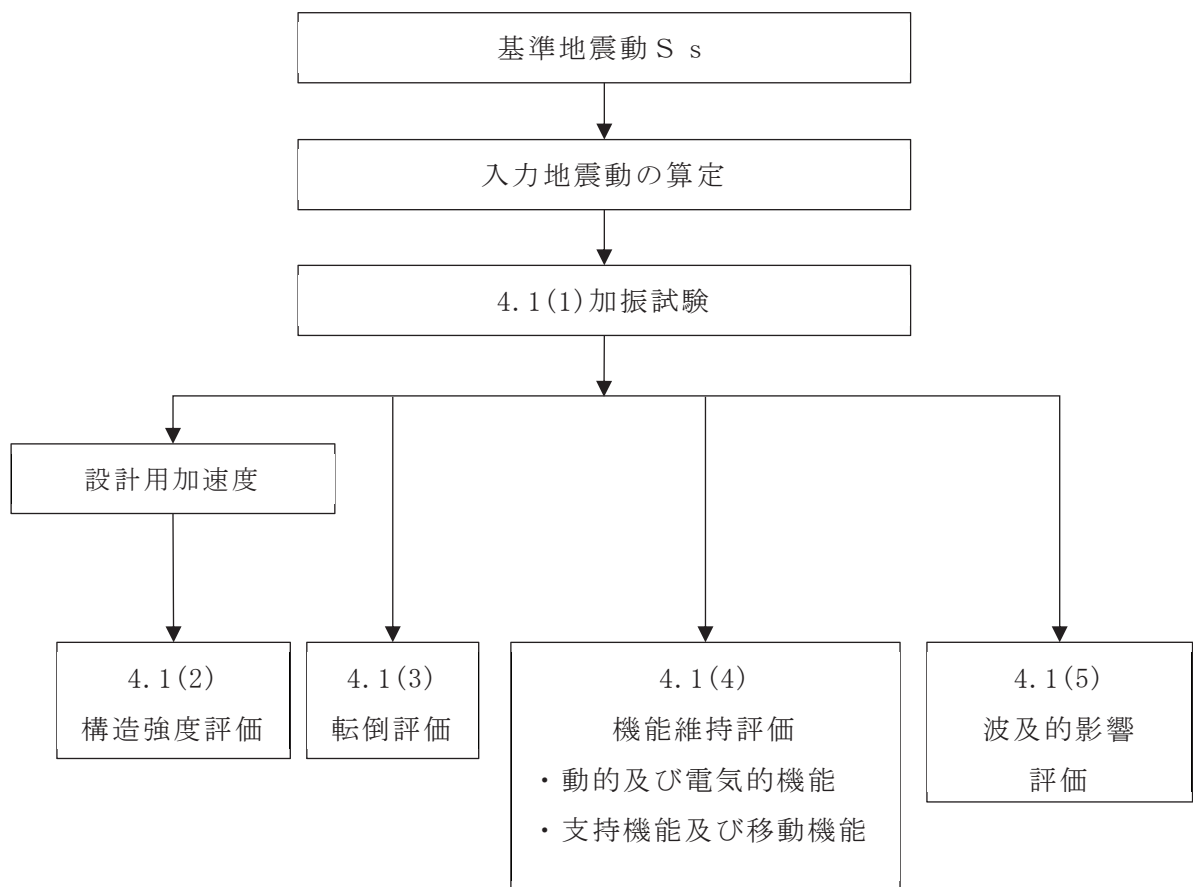 基準地震動Ｓｓ
入力地震動の算定
4.1(1)加振試験
設計用加速度
4.1(2)
構造強度評価
4.1(3)
転倒評価
4.1(4)
機能維持評価
・動的及び電気的機能
・支持機能及び移動機能
4.1(5)
波及的影響
評価